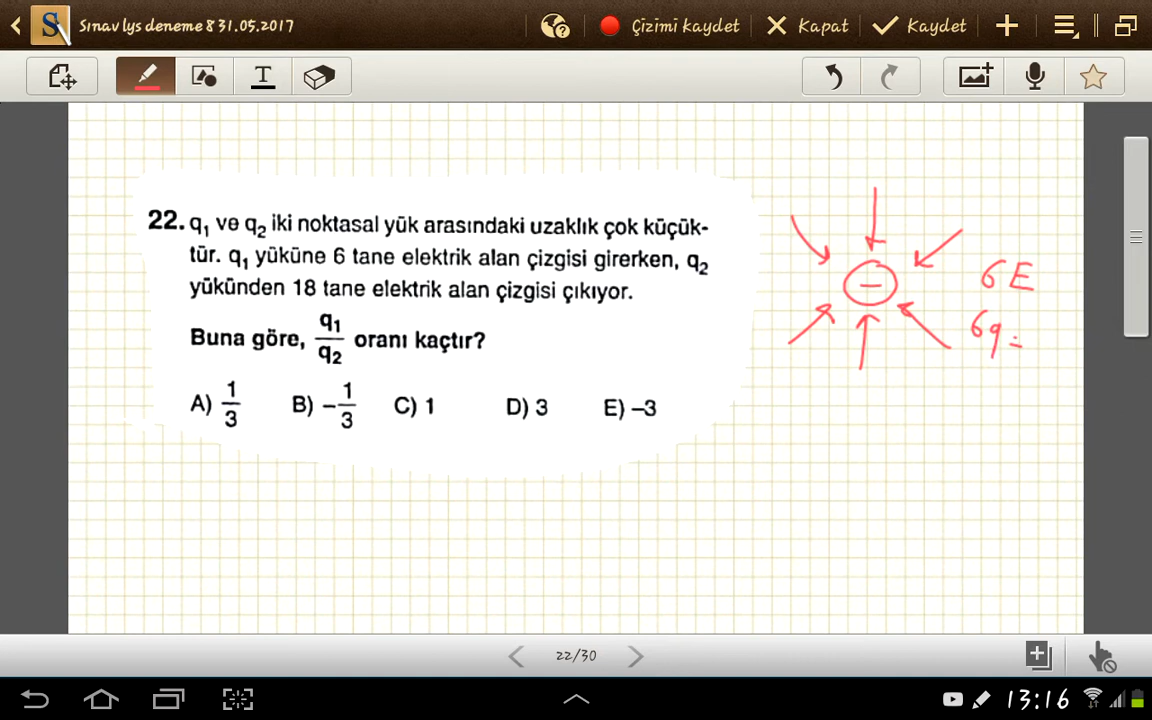 Sınav lys deneme 8 31.05.2017
Çizimi kaydet
Kapat
Kaydet
22. q₁ ve q₂ iki noktasal yük arasındaki uzaklık çok küçük-
tür. q₁ yüküne 6 tane elektrik alan çizgisi girerken, q₂
yükünden 18 tane elektrik alan çizgisi çıkıyor.
Buna göre, q₁/q₂ oranı kaçtır?
A) 1/3 B) -1/3 C) 1 D) 3 E) -3
−
6E
6q=
22/30
13:16